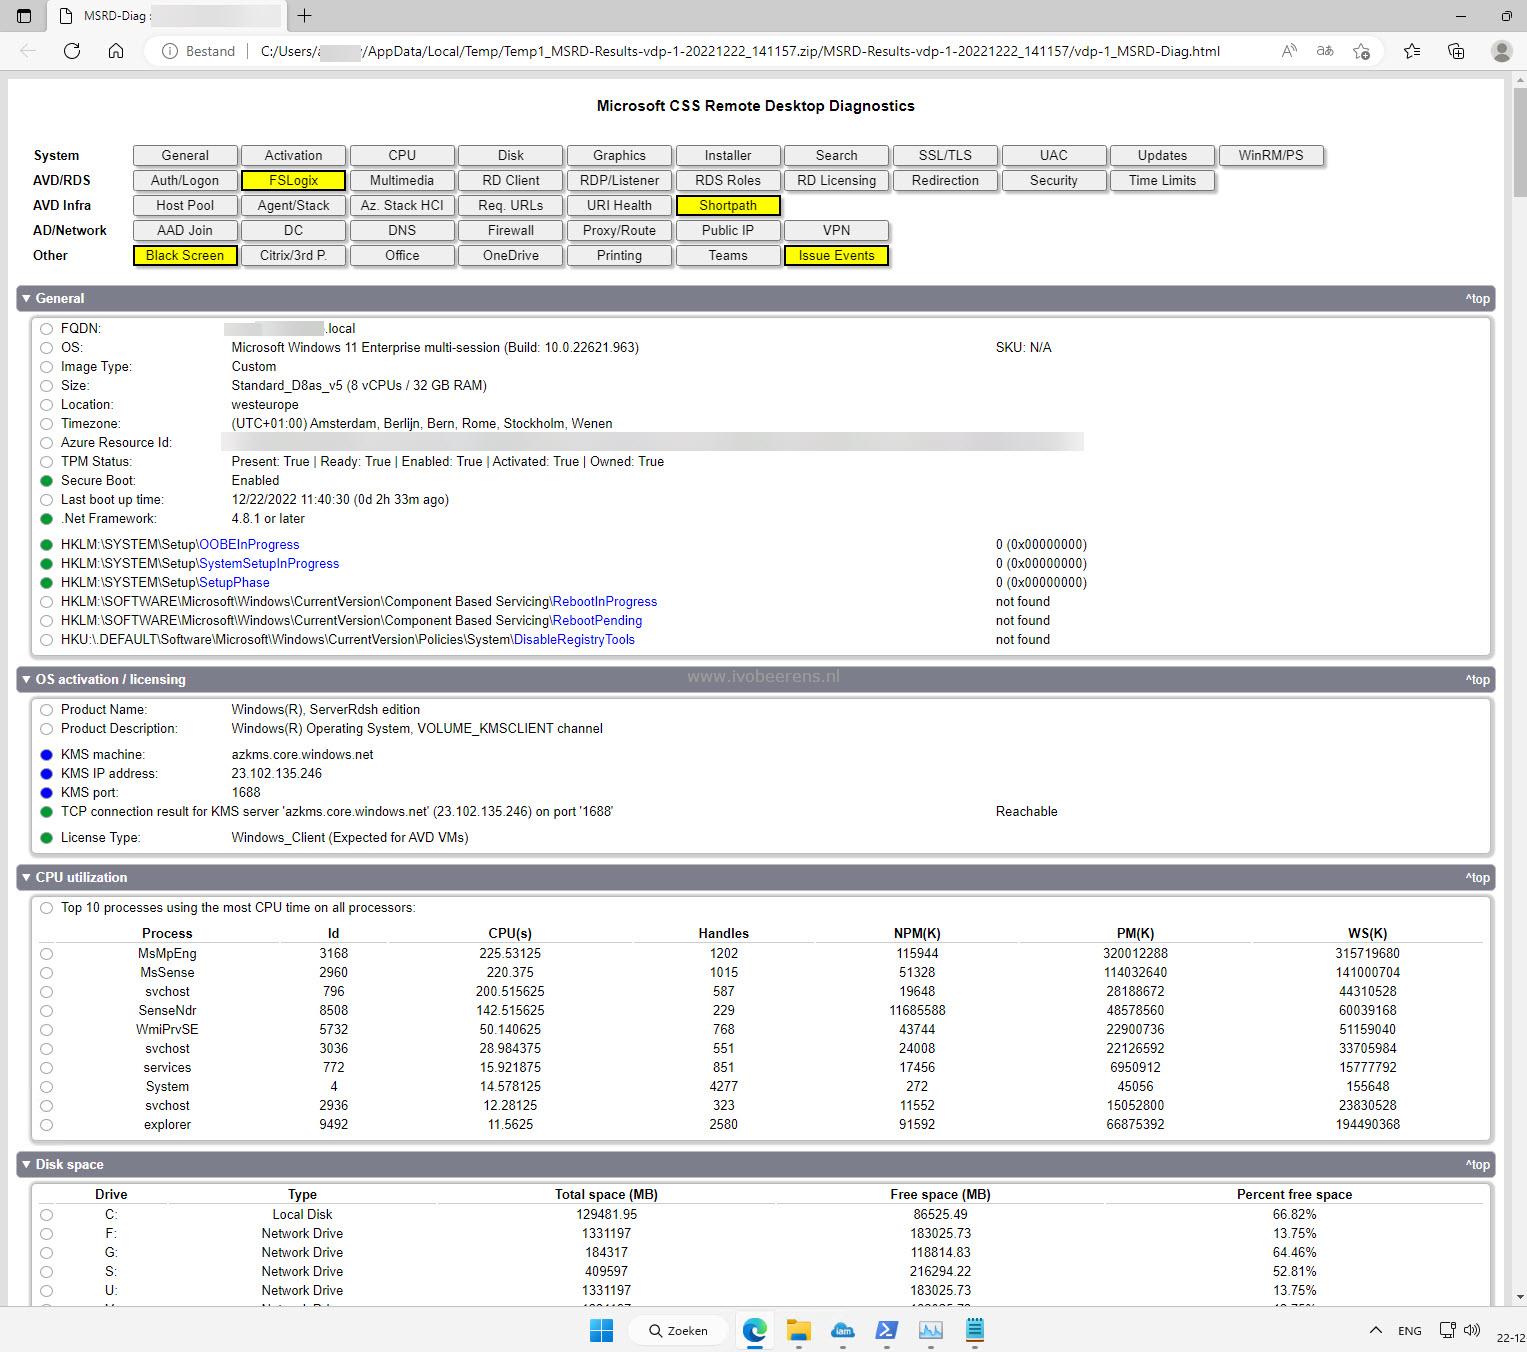 MSRD-Diag :
Bestand
C:/Users/a y/AppData/Local/Temp/Temp1_MSRD-Results-vdp-1-20221222_141157.zip/MSRD-Results-vdp-1-20221222_141157/vdp-1_MSRD-Diag.html
Microsoft CSS Remote Desktop Diagnostics
System General Activation CPU Disk Graphics Installer Search SSL/TLS UAC Updates WinRM/PS
AVD/RDS Auth/Logon FSLogix Multimedia RD Client RDP/Listener RDS Roles RD Licensing Redirection Security Time Limits
AVD Infra Host Pool Agent/Stack Az. Stack HCI Req. URLs URI Health Shortpath
AD/Network AAD Join DC DNS Firewall Proxy/Route Public IP VPN
Other Black Screen Citrix/3rd P. Office OneDrive Printing Teams Issue Events
▼ General ^top
FQDN: .local
OS: Microsoft Windows 11 Enterprise multi-session (Build: 10.0.22621.963) SKU: N/A
Image Type: Custom
Size: Standard_D8as_v5 (8 vCPUs / 32 GB RAM)
Location: westeurope
Timezone: (UTC+01:00) Amsterdam, Berlijn, Bern, Rome, Stockholm, Wenen
Azure Resource Id:
TPM Status: Present: True | Ready: True | Enabled: True | Activated: True | Owned: True
Secure Boot: Enabled
Last boot up time: 12/22/2022 11:40:30 (0d 2h 33m ago)
.Net Framework: 4.8.1 or later
HKLM:\SYSTEM\Setup\OOBEInProgress 0 (0x00000000)
HKLM:\SYSTEM\Setup\SystemSetupInProgress 0 (0x00000000)
HKLM:\SYSTEM\Setup\SetupPhase 0 (0x00000000)
HKLM:\SOFTWARE\Microsoft\Windows\CurrentVersion\Component Based Servicing\RebootInProgress not found
HKLM:\SOFTWARE\Microsoft\Windows\CurrentVersion\Component Based Servicing\RebootPending not found
HKU:\.DEFAULT\Software\Microsoft\Windows\CurrentVersion\Policies\System\DisableRegistryTools not found
▼ OS activation / licensing www.ivobeerens.nl ^top
Product Name: Windows(R), ServerRdsh edition
Product Description: Windows(R) Operating System, VOLUME_KMSCLIENT channel
KMS machine: azkms.core.windows.net
KMS IP address: 23.102.135.246
KMS port: 1688
TCP connection result for KMS server 'azkms.core.windows.net' (23.102.135.246) on port '1688' Reachable
License Type: Windows_Client (Expected for AVD VMs)
▼ CPU utilization ^top
Top 10 processes using the most CPU time on all processors:
Process Id CPU(s) Handles NPM(K) PM(K) WS(K)
MsMpEng 3168 225.53125 1202 115944 320012288 315719680
MsSense 2960 220.375 1015 51328 114032640 141000704
svchost 796 200.515625 587 19648 28188672 44310528
SenseNdr 8508 142.515625 229 11685588 48578560 60039168
WmiPrvSE 5732 50.140625 768 43744 22900736 51159040
svchost 3036 28.984375 551 24008 22126592 33705984
services 772 15.921875 851 17456 6950912 15777792
System 4 14.578125 4277 272 45056 155648
svchost 2936 12.28125 323 11552 15052800 23830528
explorer 9492 11.5625 2580 91592 66875392 194490368
▼ Disk space ^top
Drive Type Total space (MB) Free space (MB) Percent free space
C: Local Disk 129481.95 86525.49 66.82%
F: Network Drive 1331197 183025.73 13.75%
G: Network Drive 184317 118814.83 64.46%
S: Network Drive 409597 216294.22 52.81%
U: Network Drive 1331197 183025.73 13.75%
Zoeken
iam
ENG
22-12